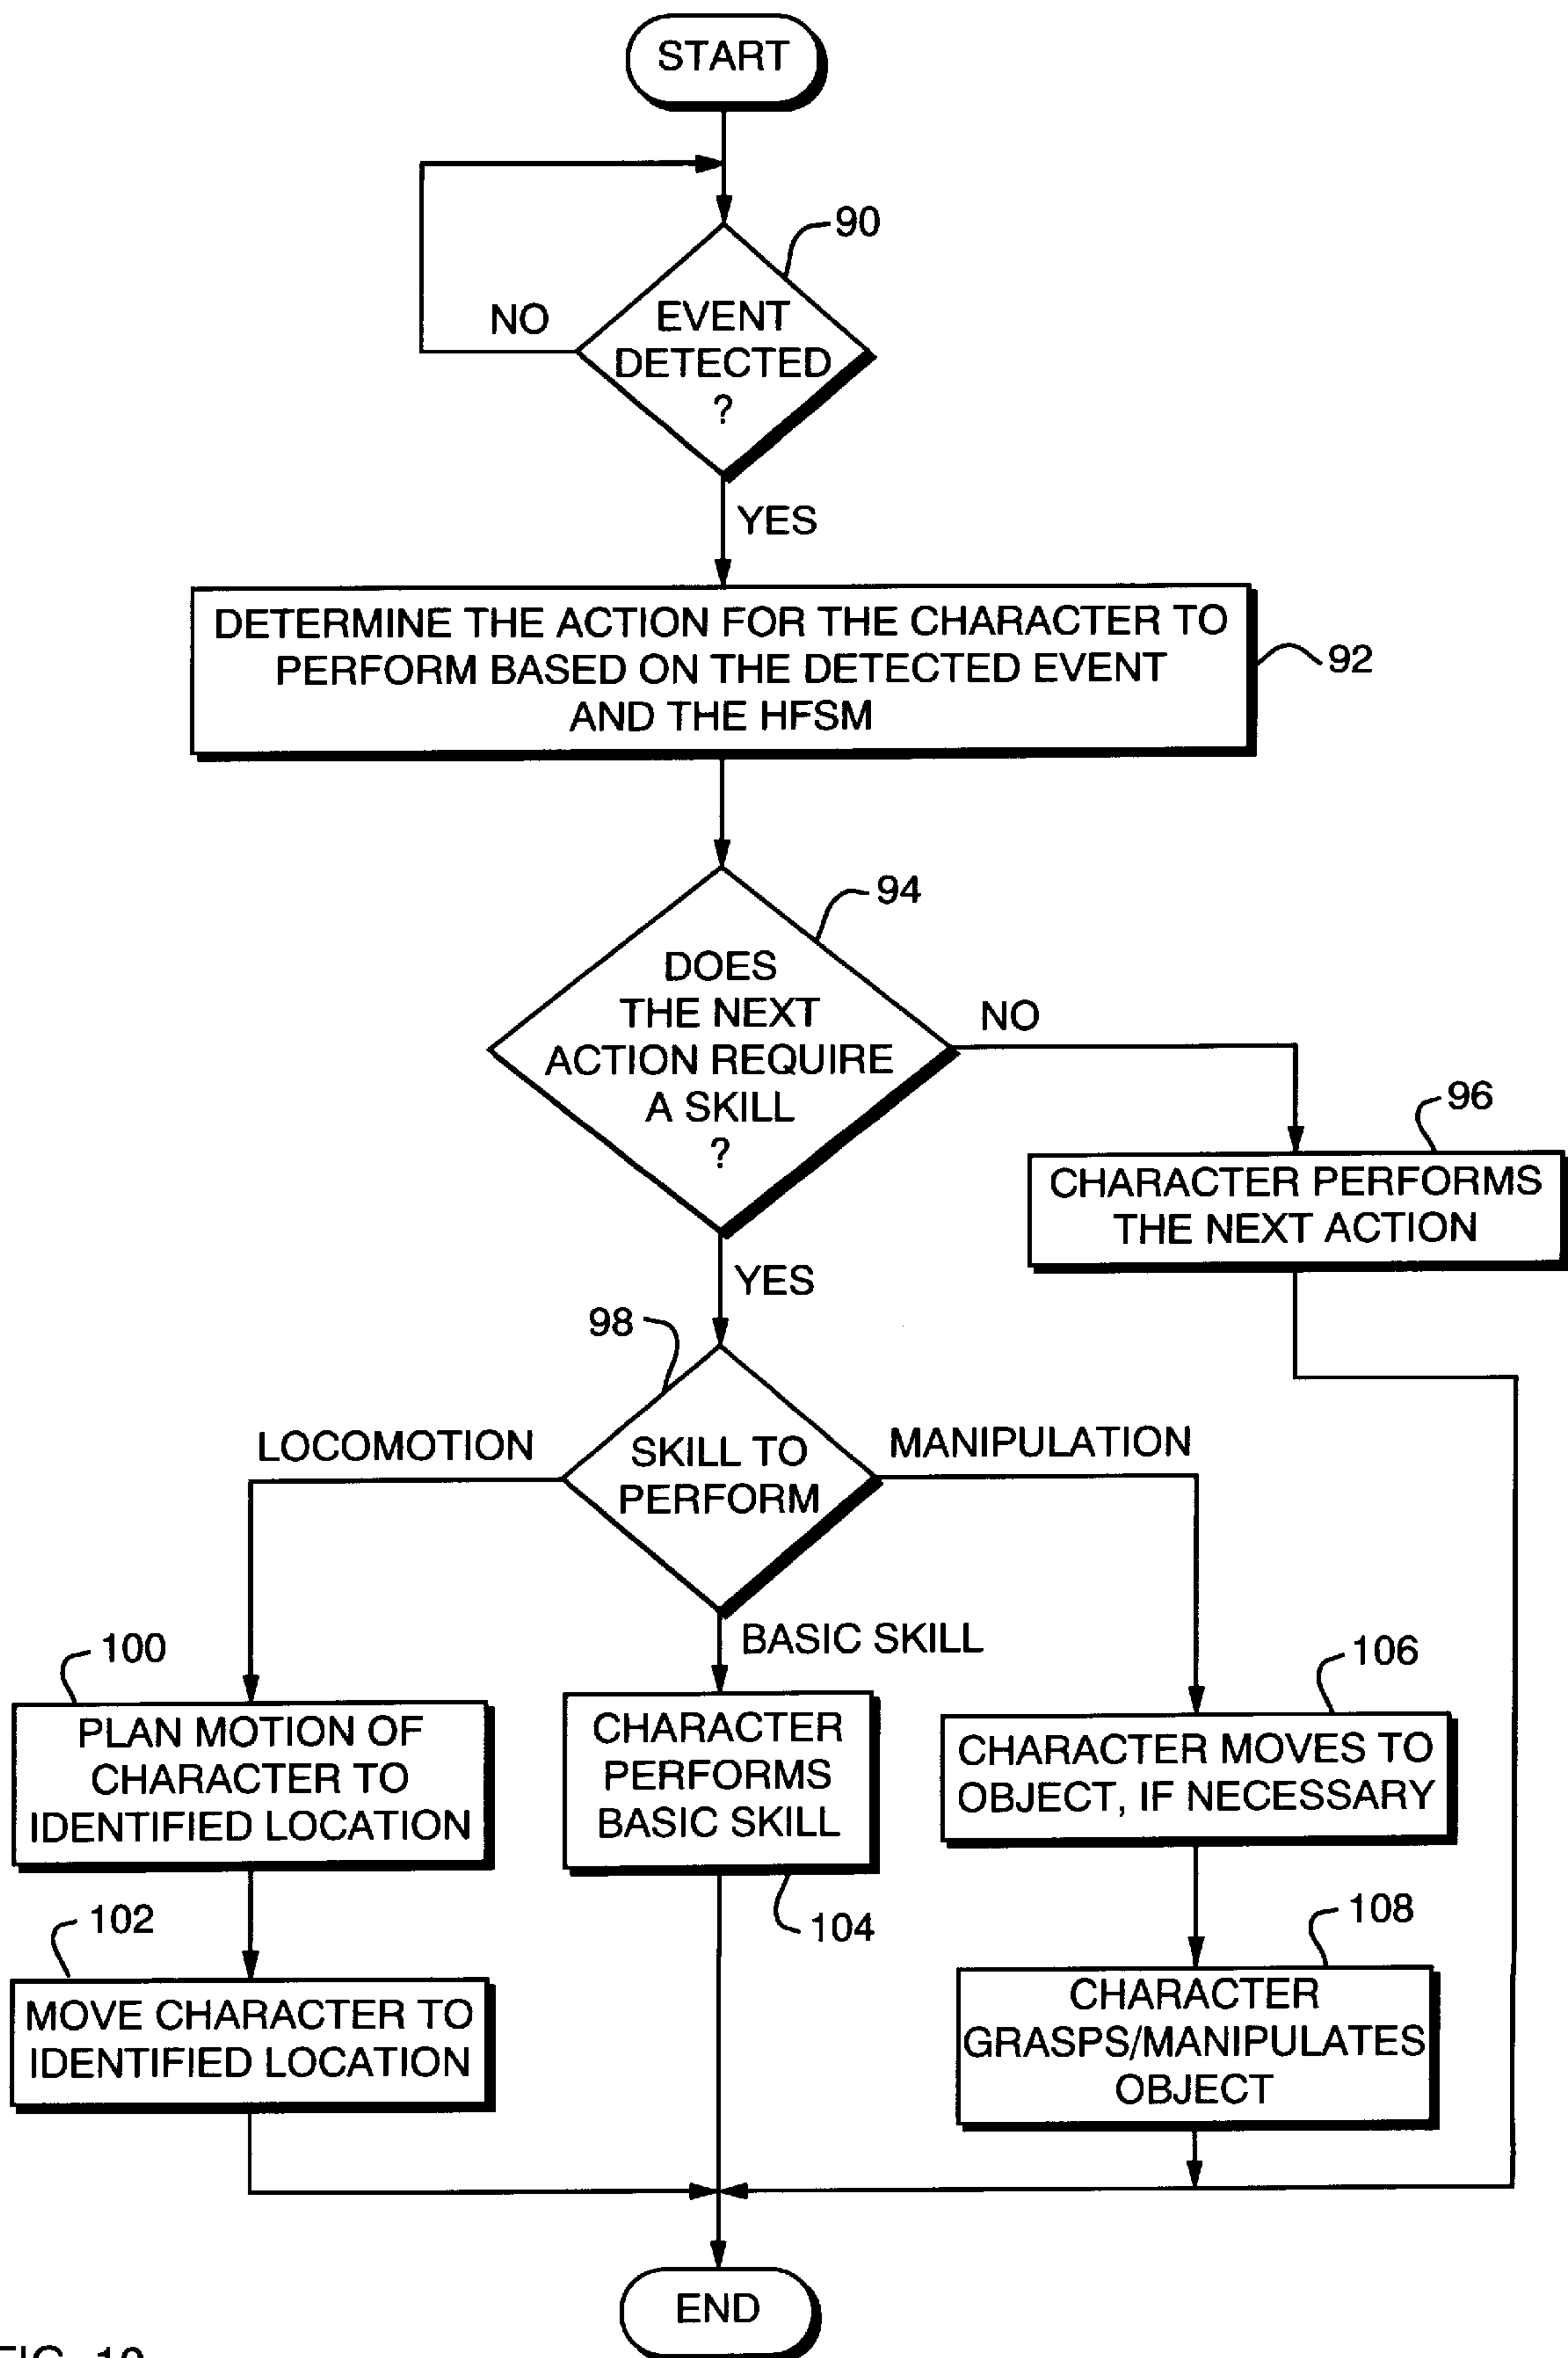 START
90
NO
EVENT
DETECTED
?
YES
DETERMINE THE ACTION FOR THE CHARACTER TO
PERFORM BASED ON THE DETECTED EVENT
AND THE HFSM
92
94
DOES
THE NEXT
ACTION REQUIRE
A SKILL
?
NO
96
CHARACTER PERFORMS
THE NEXT ACTION
YES
98
LOCOMOTION
SKILL TO
PERFORM
MANIPULATION
BASIC SKILL
100
PLAN MOTION OF
CHARACTER TO
IDENTIFIED LOCATION
CHARACTER
PERFORMS
BASIC SKILL
104
106
CHARACTER MOVES TO
OBJECT, IF NECESSARY
102
MOVE CHARACTER TO
IDENTIFIED LOCATION
108
CHARACTER
GRASPS/MANIPULATES
OBJECT
END